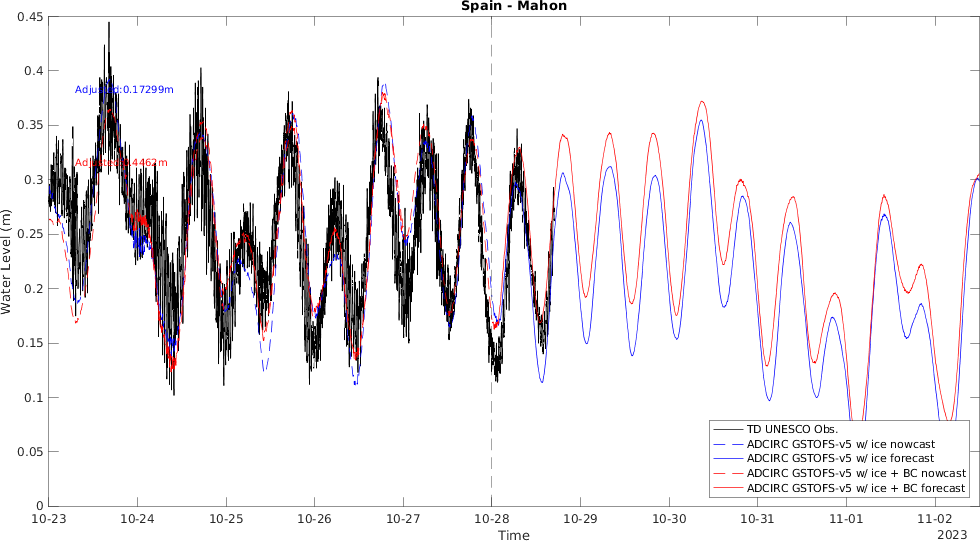 Spain - Mahon
Water Level (m)
0.45
0.4
0.35
0.3
0.25
0.2
0.15
0.1
0.05
0
Adjusted:0.17299m
TD UNESCO Obs.
ADCIRC GSTOFS-v5 w/ ice nowcast
ADCIRC GSTOFS-v5 w/ ice forecast
ADCIRC GSTOFS-v5 w/ ice + BC nowcast
ADCIRC GSTOFS-v5 w/ ice + BC forecast
10-23 10-24 10-25 10-26 10-27 10-28 10-29 10-30 10-31 11-01 11-02
Time
2023